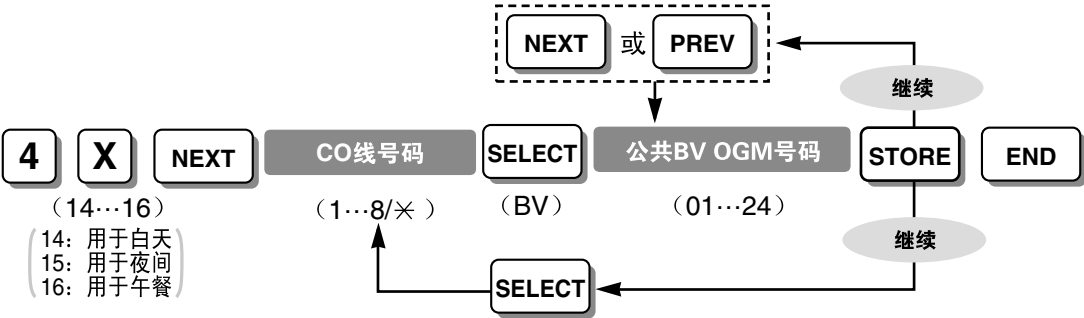 NEXT 或 PREV
继续
4 X NEXT CO线号码 SELECT 公共BV OGM号码 STORE END
（14…16） （1…8/✳） （BV） （01…24）
14：用于白天
15：用于夜间
16：用于午餐
继续
SELECT